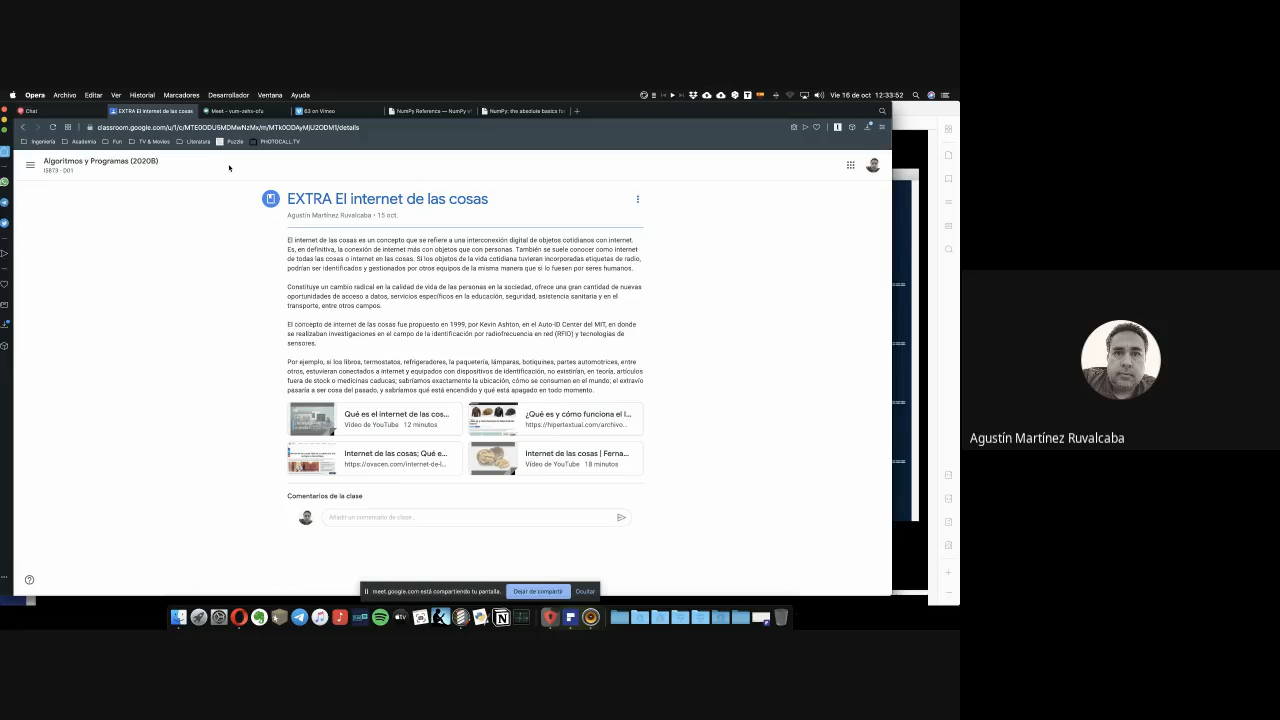 Opera Archivo Editar Ver Historial Marcadores Desarrollador Ventana Ayuda
Vie 16 de oct 12:33:52
Chat
EXTRA El internet de las cosas
Meet - vum-zehx-ofu
63 on Vimeo
NumPy Reference — NumPy v
NumPy: the absolute basics fo
classroom.google.com/u/1/c/
/details
Ingeniería Academia Fun TV & Movies Literatura Puzzle PHOTOCALL.TV
Algoritmos y Programas (2020B)
I5873 - D01
EXTRA El internet de las cosas
Agustín Martínez Ruvalcaba • 15 oct.
El internet de las cosas es un concepto que se refiere a una interconexión digital de objetos cotidianos con internet.
Es, en definitiva, la conexión de internet más con objetos que con personas. También se suele conocer como internet
de todas las cosas o internet en las cosas. Si los objetos de la vida cotidiana tuvieran incorporadas etiquetas de radio,
podrían ser identificados y gestionados por otros equipos de la misma manera que si lo fuesen por seres humanos.
Constituye un cambio radical en la calidad de vida de las personas en la sociedad, ofrece una gran cantidad de nuevas
oportunidades de acceso a datos, servicios específicos en la educación, seguridad, asistencia sanitaria y en el
transporte, entre otros campos.
El concepto de internet de las cosas fue propuesto en 1999, por Kevin Ashton, en el Auto-ID Center del MIT, en donde
se realizaban investigaciones en el campo de la identificación por radiofrecuencia en red (RFID) y tecnologías de
sensores.
Por ejemplo, si los libros, termostatos, refrigeradores, la paquetería, lámparas, botiquines, partes automotrices, entre
otros, estuvieran conectados a internet y equipados con dispositivos de identificación, no existirían, en teoría, artículos
fuera de stock o medicinas caducas; sabríamos exactamente la ubicación, cómo se consumen en el mundo; el extravío
pasaría a ser cosa del pasado, y sabríamos qué está encendido y qué está apagado en todo momento.
Qué es el internet de las cos...
Vídeo de YouTube 12 minutos
¿Qué es y cómo funciona el I...
https://hipertextual.com/archivo...
Internet de las cosas; Qué e...
https://ovacen.com/internet-de-l...
Internet de las cosas | Ferna...
Vídeo de YouTube 18 minutos
Comentarios de la clase
Añadir un comentario de clase...
meet.google.com está compartiendo tu pantalla. Dejar de compartir Ocultar
Agustín Martínez Ruvalcaba